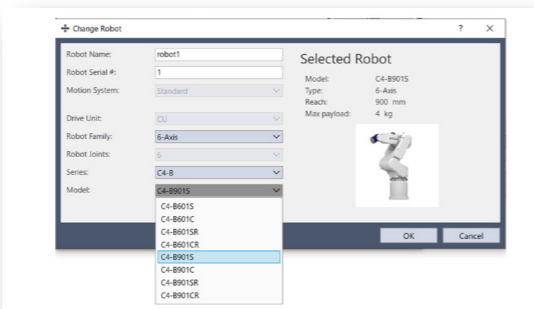 Change Robot
? ×
Robot Name: robot1
Robot Serial #: 1
Motion System: Standard
Drive Unit: CU
Robot Family: 6-Axis
Robot Joints: 6
Series: C4-B
Model: C4-B901S
C4-B601S
C4-B601C
C4-B601SR
C4-B601CR
C4-B901S
C4-B901C
C4-B901SR
C4-B901CR
Selected Robot
Model: C4-B901S
Type: 6-Axis
Reach: 900 mm
Max payload: 4 kg
OK Cancel